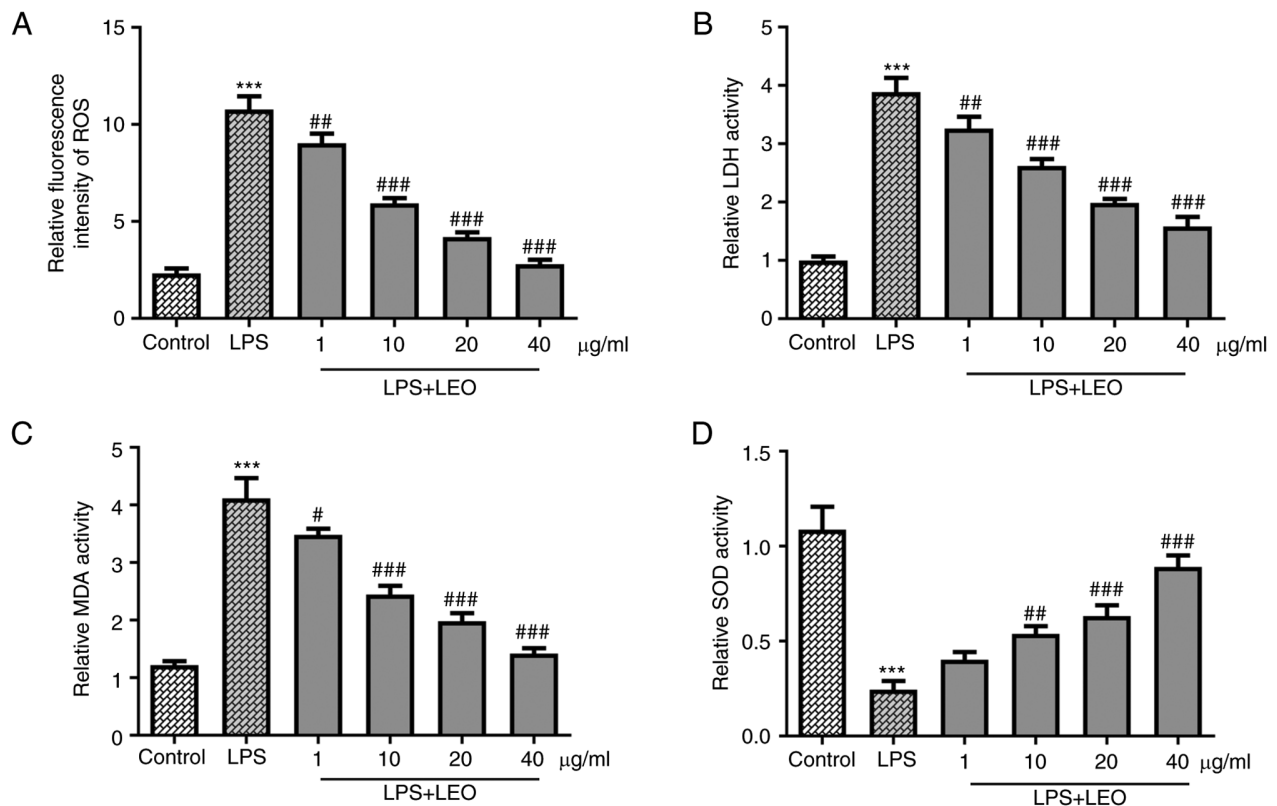 A
Relative fluorescence
intensity of ROS
15
10
5
0
***
##
###
###
###
Control LPS 1 10 20 40 μg/ml
LPS+LEO
B
Relative LDH activity
5
4
3
2
1
0
***
##
###
###
###
Control LPS 1 10 20 40 μg/ml
LPS+LEO
C
Relative MDA activity
5
4
3
2
1
0
***
#
###
###
###
Control LPS 1 10 20 40 μg/ml
LPS+LEO
D
Relative SOD activity
1.5
1.0
0.5
0.0
***
##
###
###
Control LPS 1 10 20 40 μg/ml
LPS+LEO